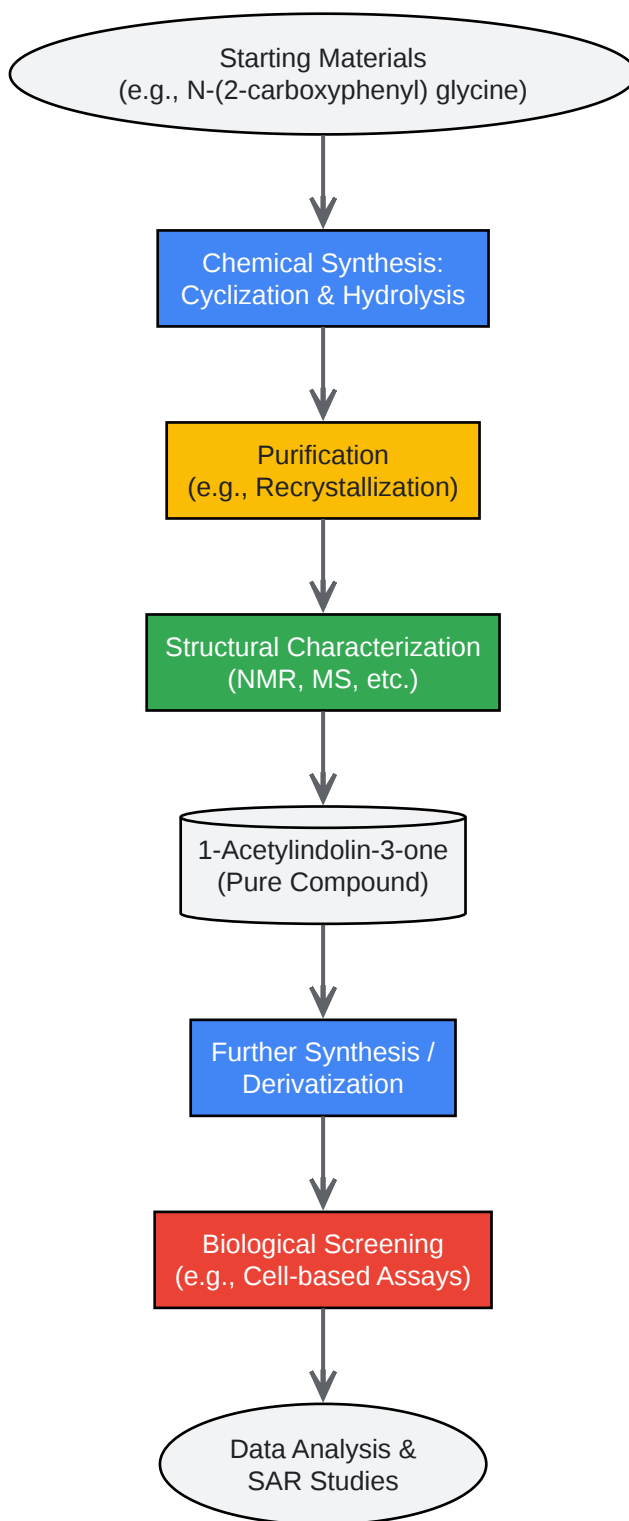 Starting Materials
(e.g., N-(2-carboxyphenyl) glycine)
Chemical Synthesis:
Cyclization & Hydrolysis
Purification
(e.g., Recrystallization)
Structural Characterization
(NMR, MS, etc.)
1-Acetylindolin-3-one
(Pure Compound)
Further Synthesis /
Derivatization
Biological Screening
(e.g., Cell-based Assays)
Data Analysis &
SAR Studies